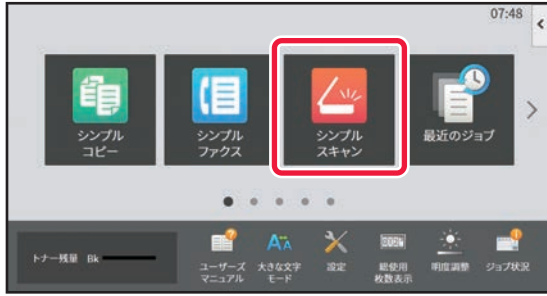 07:48
シンプル
コピー
シンプル
ファクス
シンプル
スキャン
最近のジョブ
トナー残量 Bk
ユーザーズ
マニュアル
大きな文字
モード
設定
総使用
枚数表示
明度調整
ジョブ状況